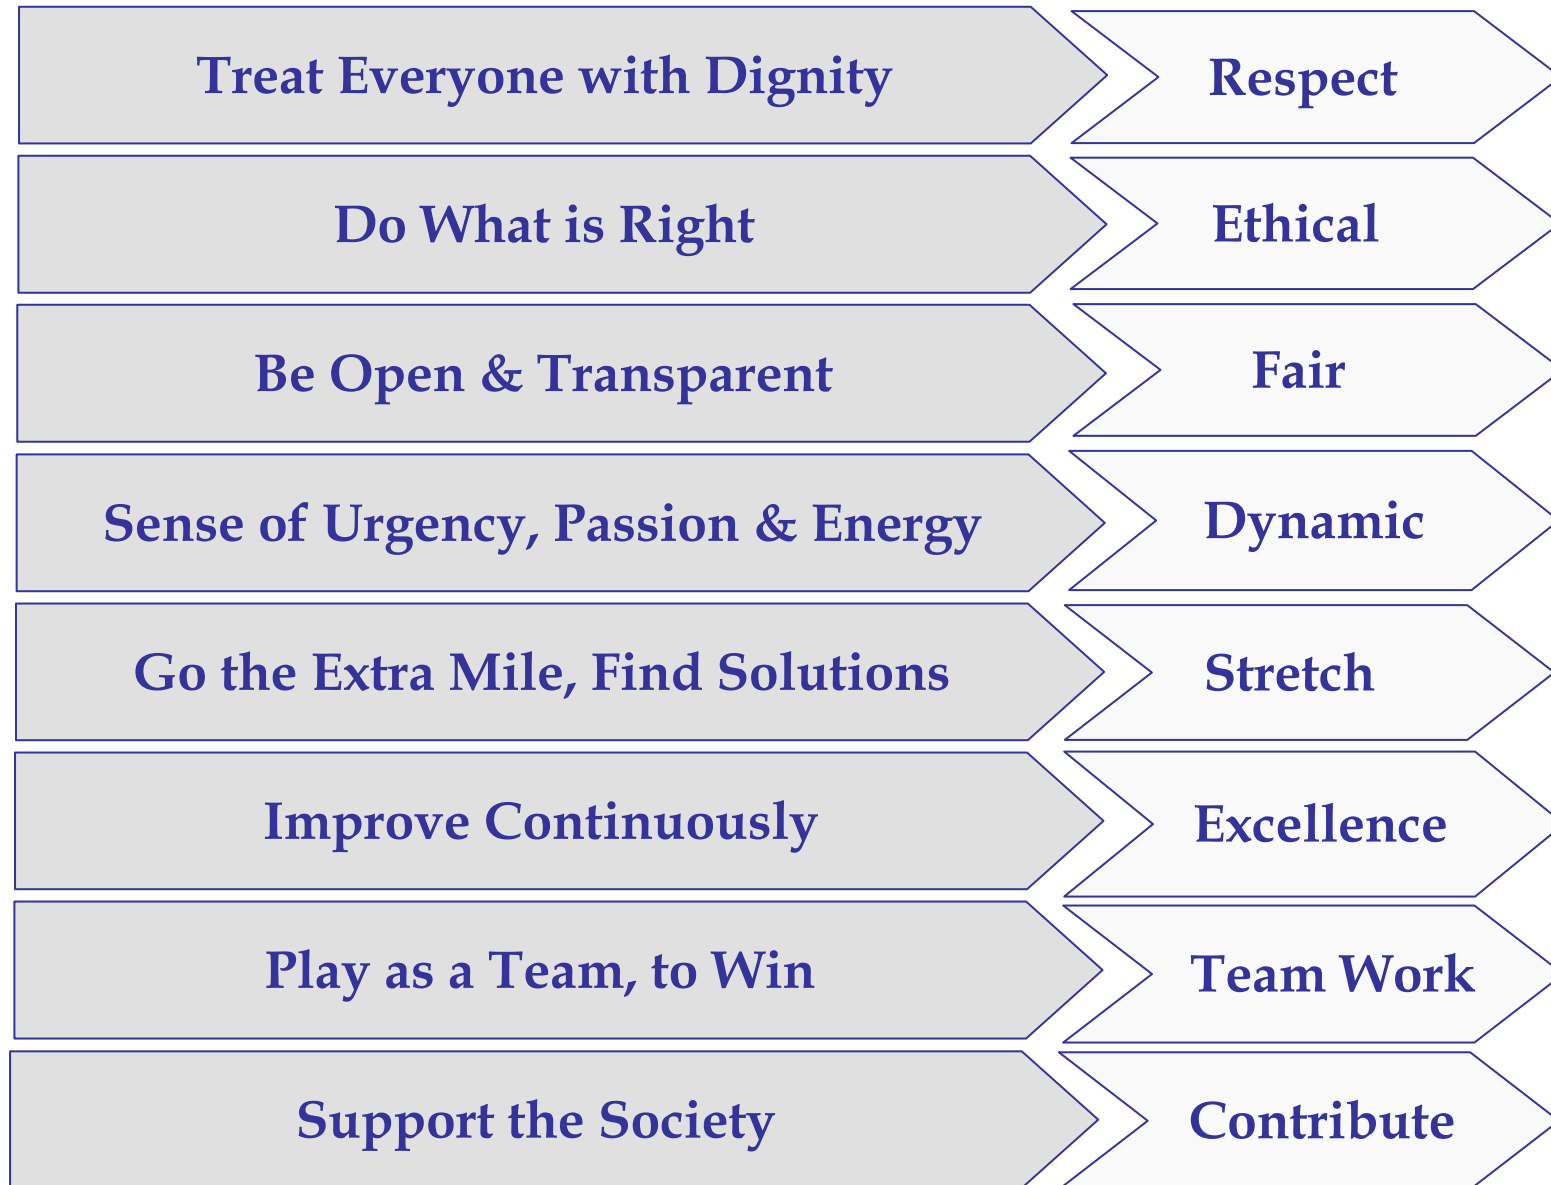 Treat Everyone with Dignity
Respect
Do What is Right
Ethical
Be Open & Transparent
Fair
Sense of Urgency, Passion & Energy
Dynamic
Go the Extra Mile, Find Solutions
Stretch
Improve Continuously
Excellence
Play as a Team, to Win
Team Work
Support the Society
Contribute